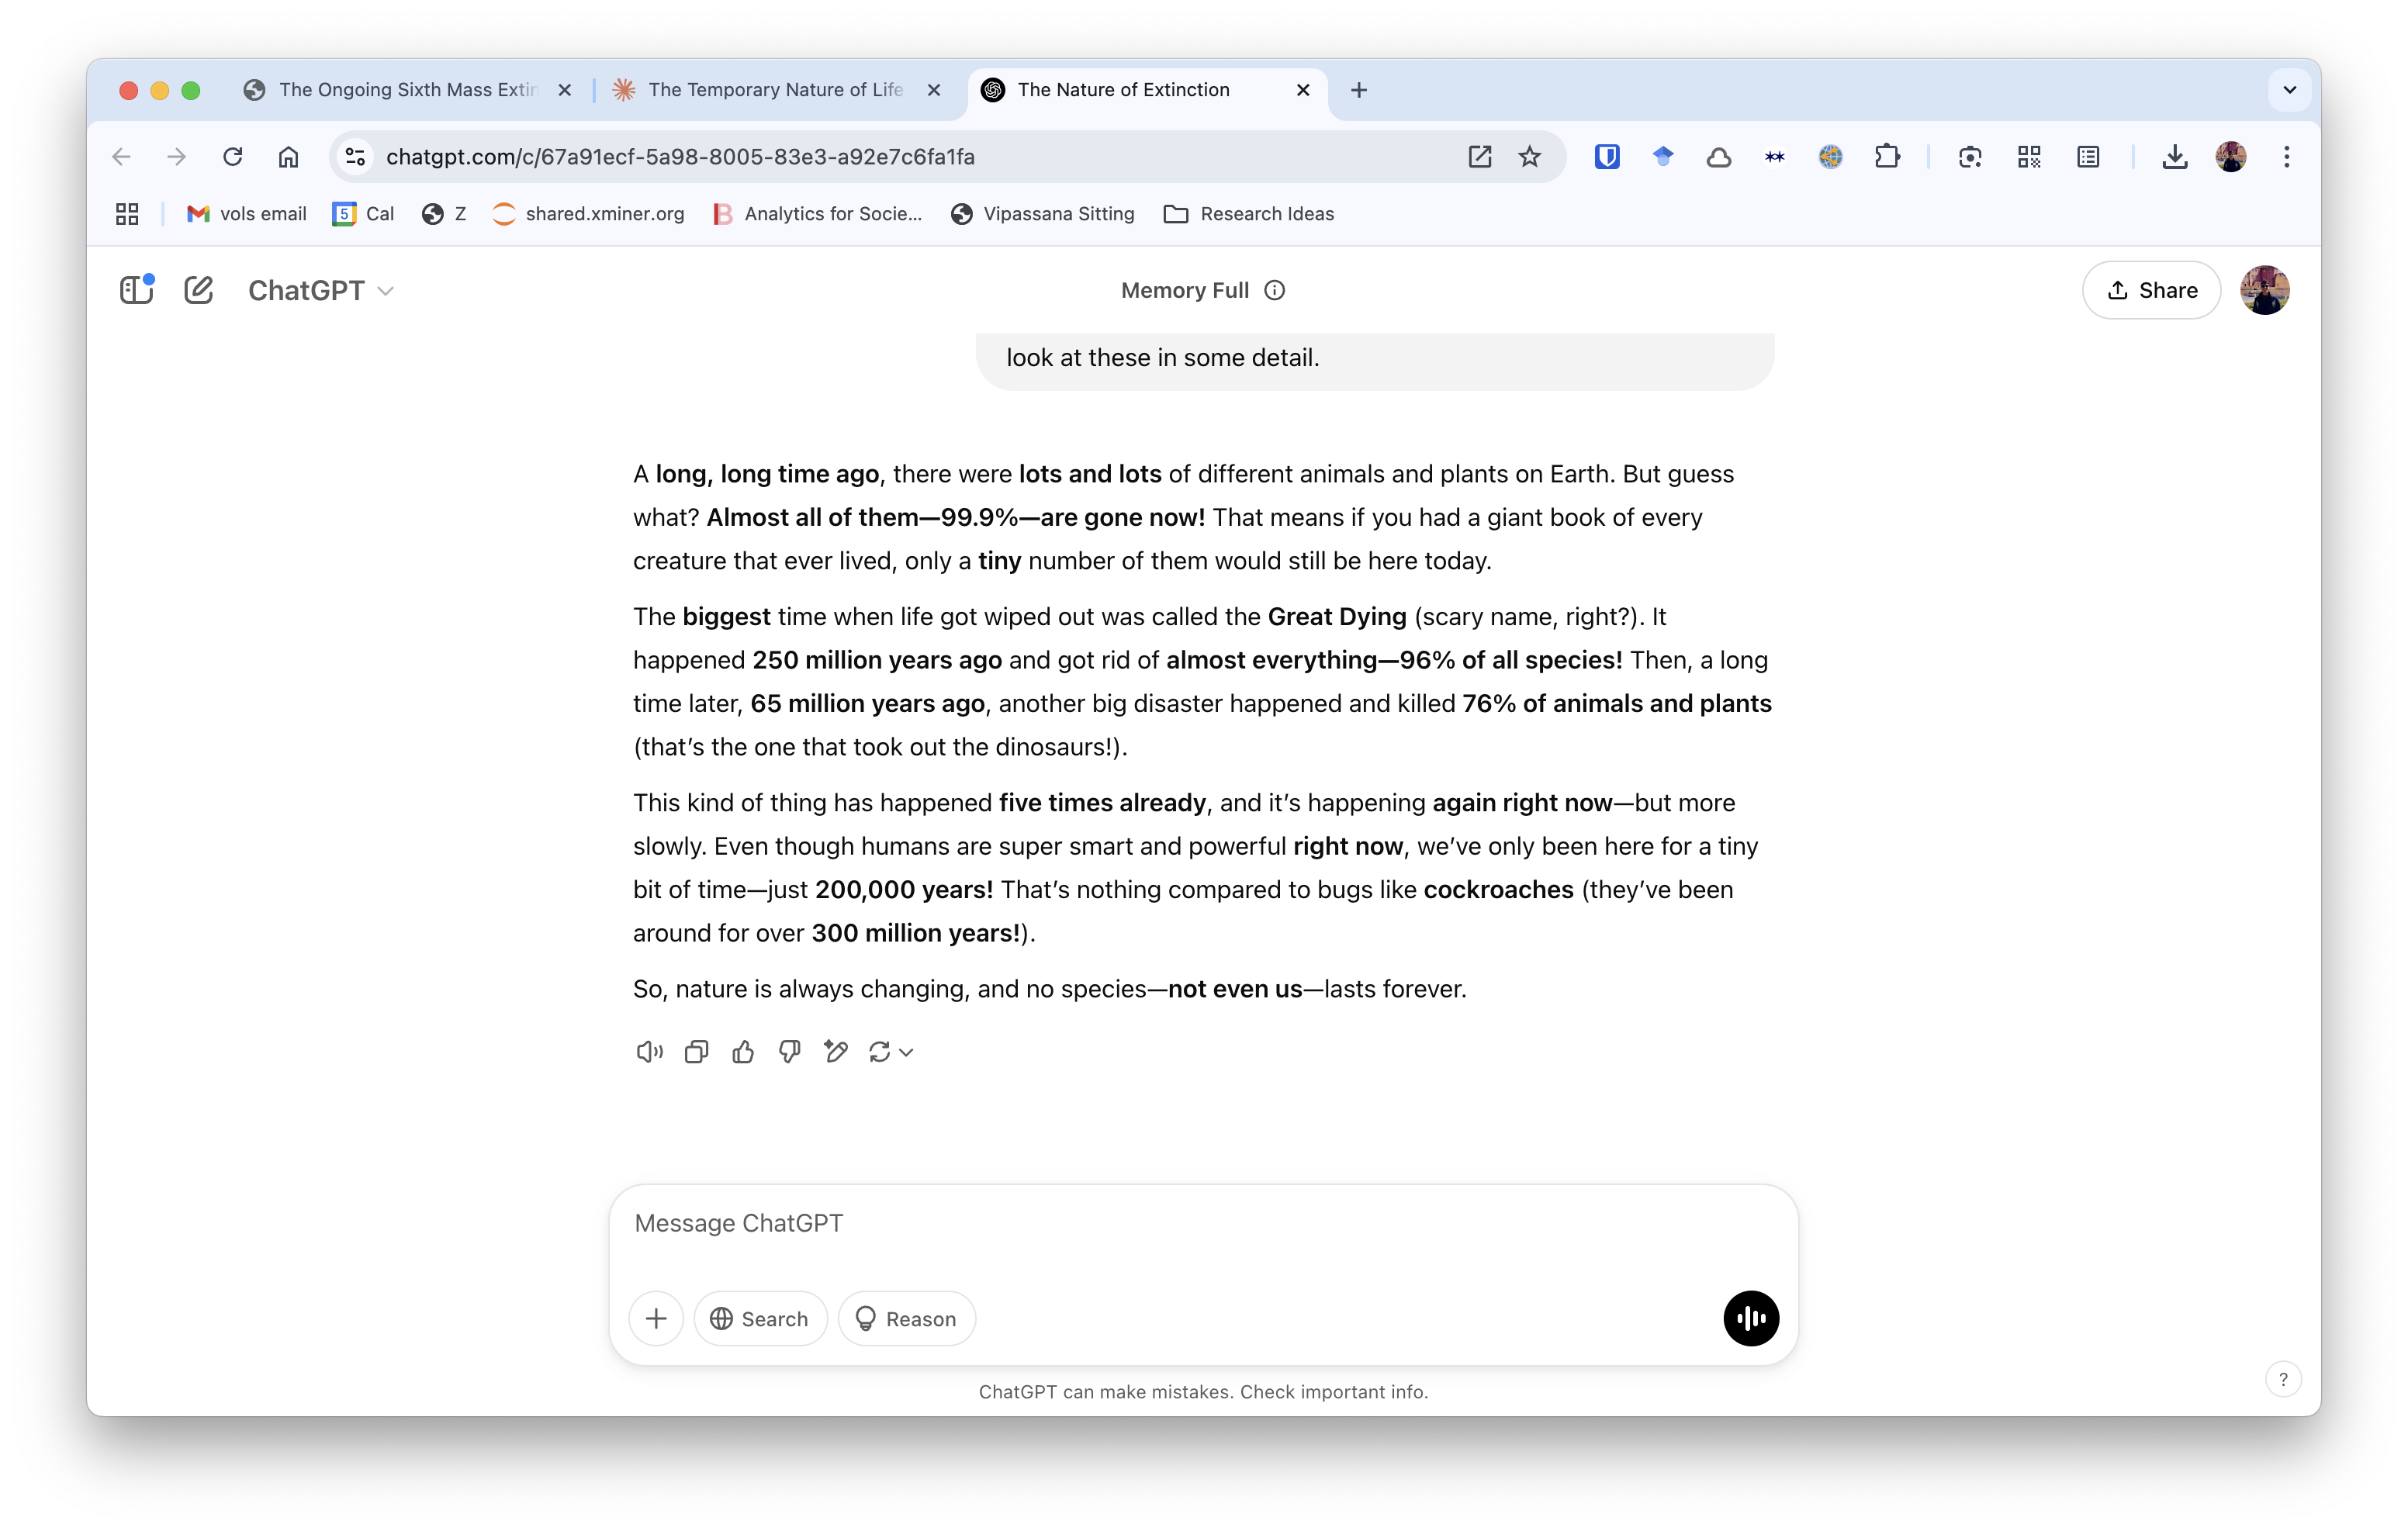 The Ongoing Sixth Mass Extin
The Temporary Nature of Life
The Nature of Extinction
chatgpt.com/c/67a91ecf-5a98-8005-83e3-a92e7c6fa1fa
vols email
5
Cal
Z
shared.xminer.org
B
Analytics for Socie...
Vipassana Sitting
Research Ideas
ChatGPT
Memory Full
Share
look at these in some detail.
A long, long time ago, there were lots and lots of different animals and plants on Earth. But guess
what? Almost all of them—99.9%—are gone now! That means if you had a giant book of every
creature that ever lived, only a tiny number of them would still be here today.
The biggest time when life got wiped out was called the Great Dying (scary name, right?). It
happened 250 million years ago and got rid of almost everything—96% of all species! Then, a long
time later, 65 million years ago, another big disaster happened and killed 76% of animals and plants
(that’s the one that took out the dinosaurs!).
This kind of thing has happened five times already, and it’s happening again right now—but more
slowly. Even though humans are super smart and powerful right now, we’ve only been here for a tiny
bit of time—just 200,000 years! That’s nothing compared to bugs like cockroaches (they’ve been
around for over 300 million years!).
So, nature is always changing, and no species—not even us—lasts forever.
Message ChatGPT
Search
Reason
ChatGPT can make mistakes. Check important info.
?